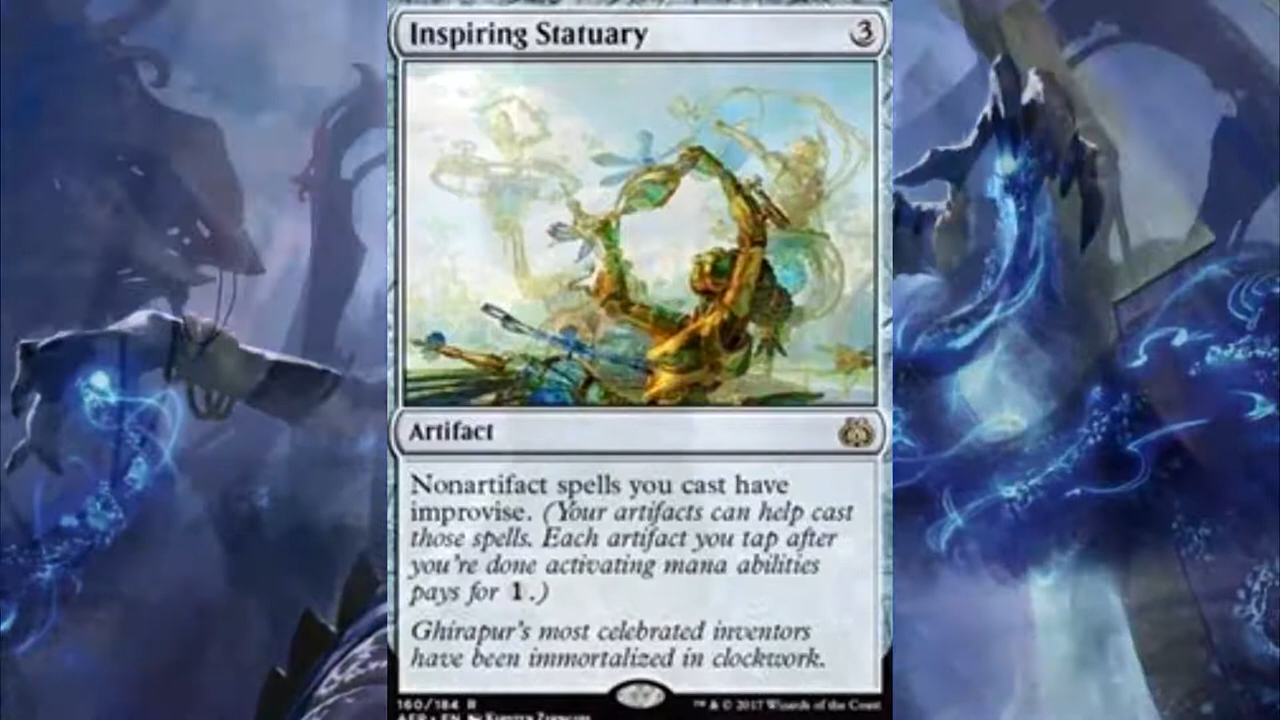 Inspiring Statuary 3
Artifact
Nonartifact spells you cast have
improvise. (Your artifacts can help cast
those spells. Each artifact you tap after
you're done activating mana abilities
pays for 1.)
Ghirapur's most celebrated inventors
have been immortalized in clockwork.
160/184 R ™ & © 2017 Wizards of the Coast
AER • EN